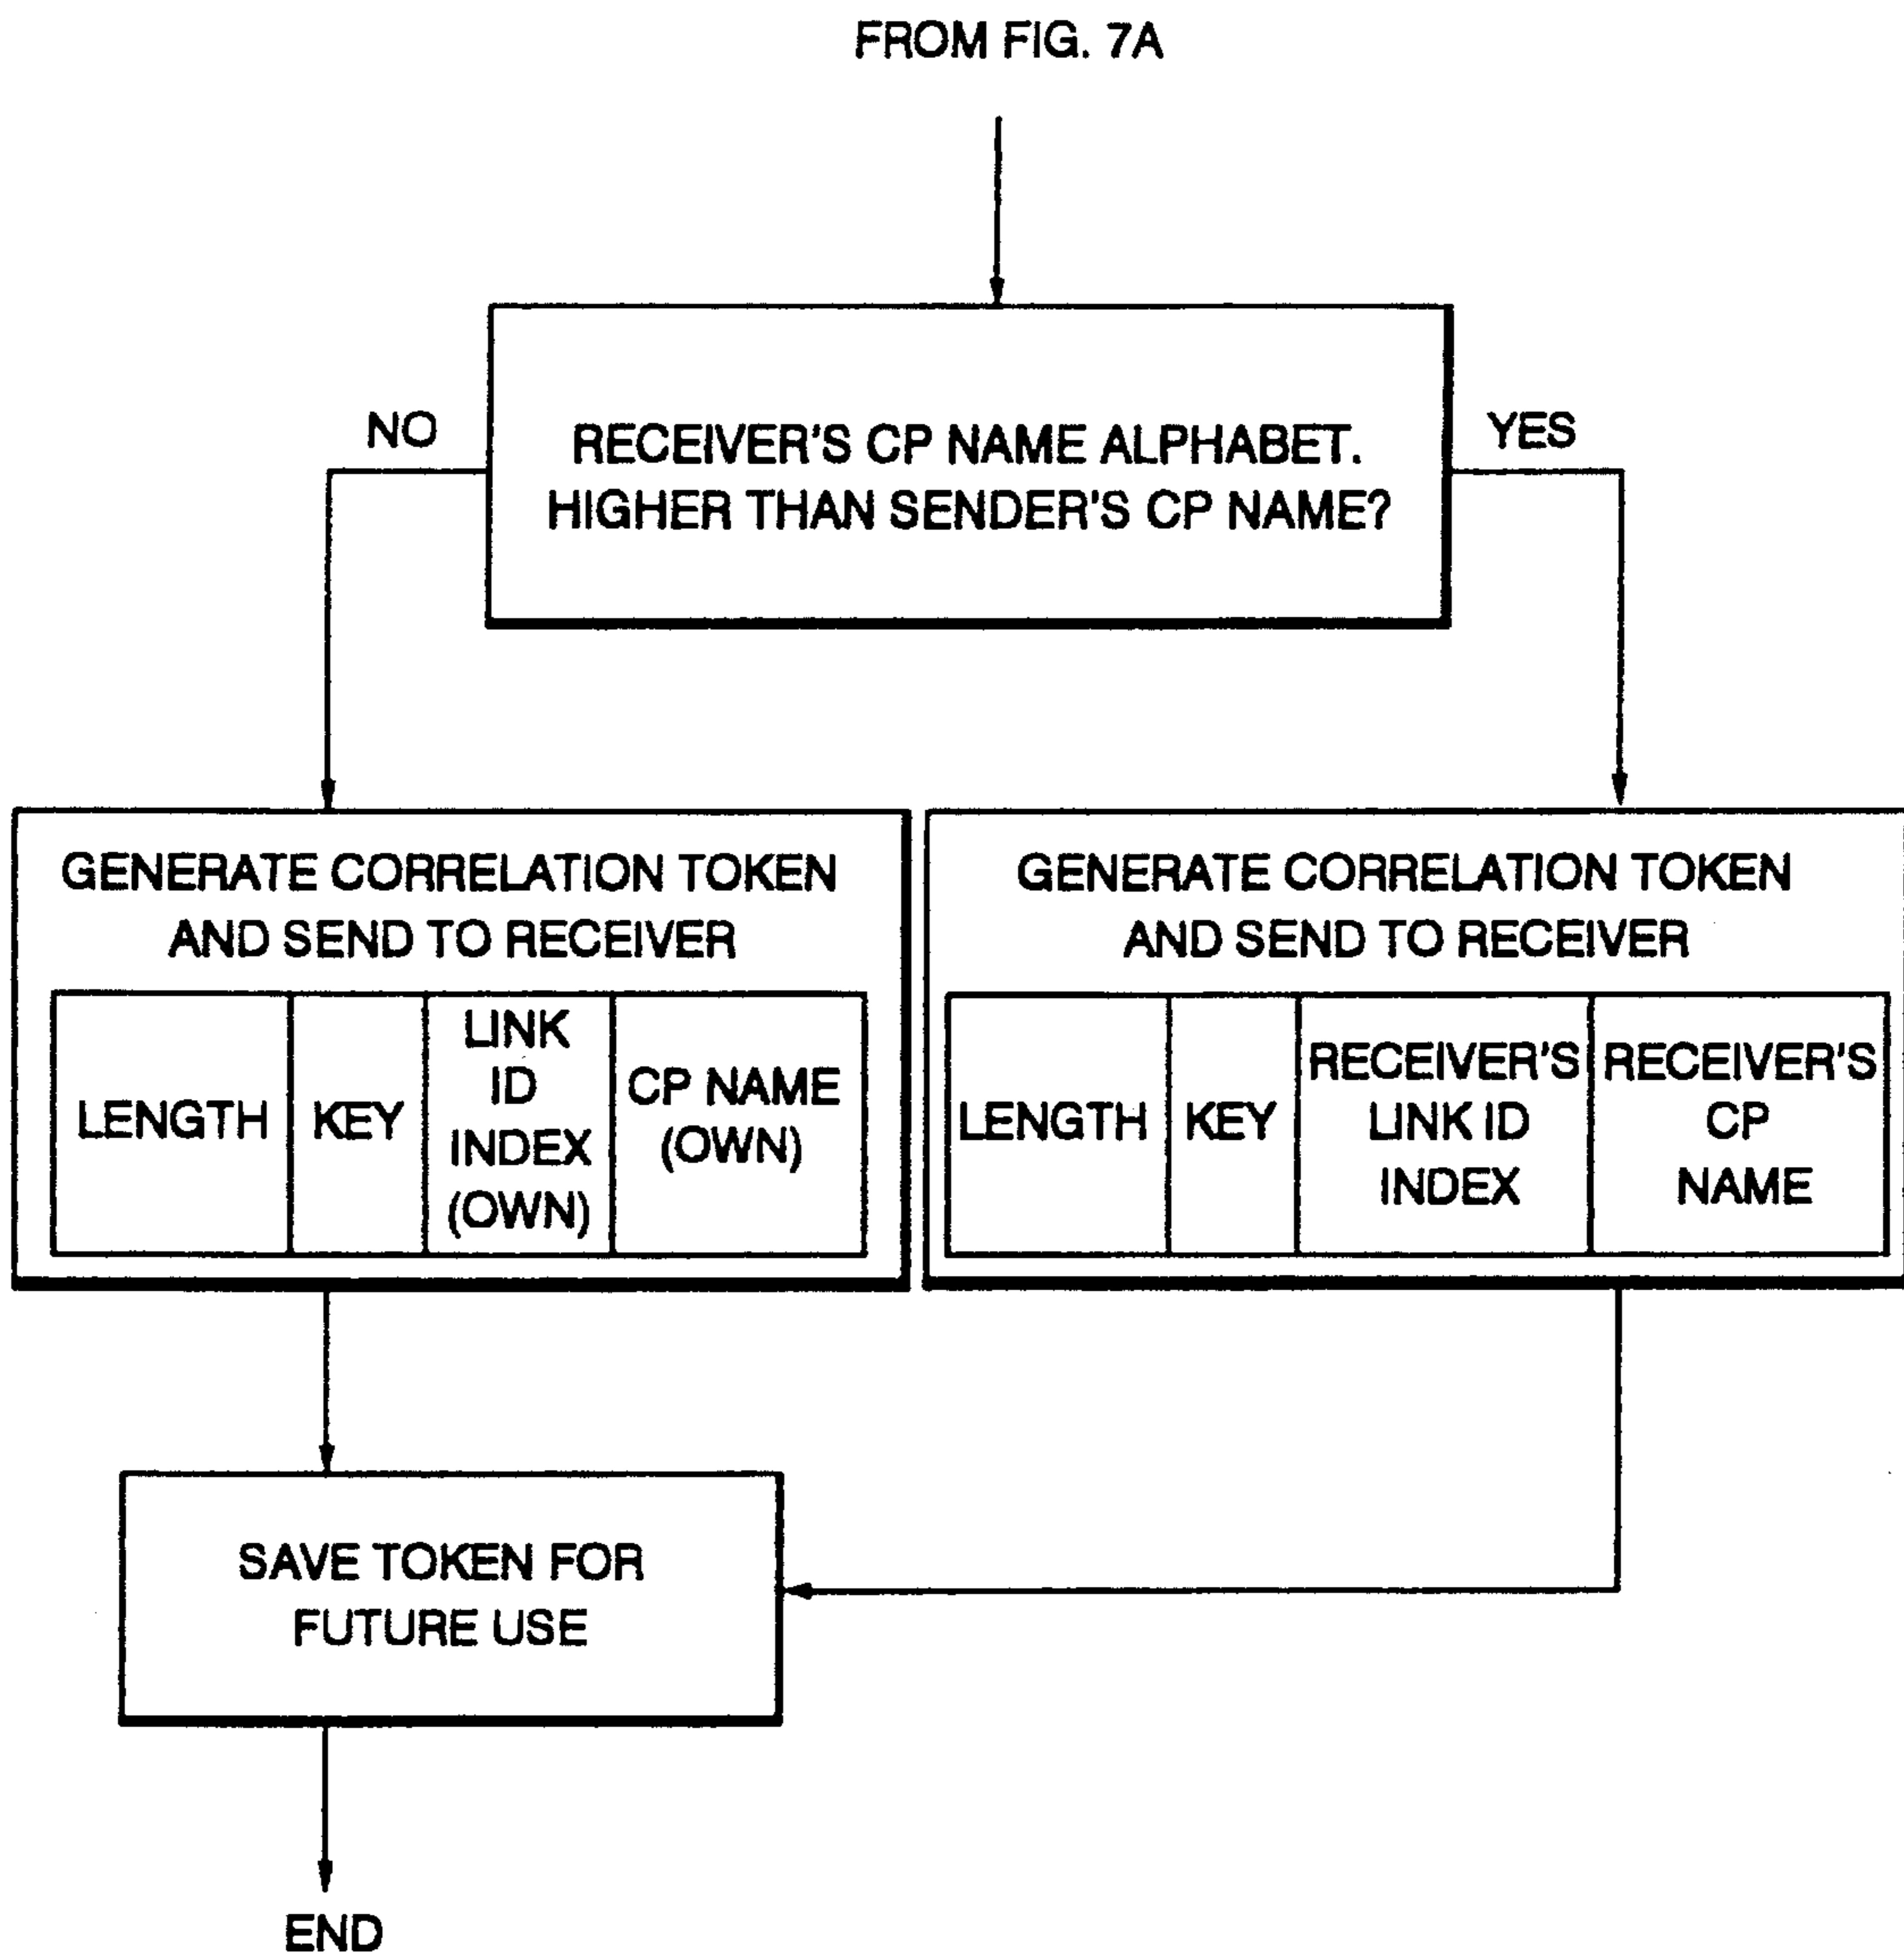 FROM FIG. 7A
NO
RECEIVER'S CP NAME ALPHABET.
HIGHER THAN SENDER'S CP NAME?
YES
GENERATE CORRELATION TOKEN
AND SEND TO RECEIVER
LENGTH
KEY
LINK
ID
INDEX
(OWN)
CP NAME
(OWN)
GENERATE CORRELATION TOKEN
AND SEND TO RECEIVER
LENGTH
KEY
RECEIVER'S
LINK ID
INDEX
RECEIVER'S
CP
NAME
SAVE TOKEN FOR
FUTURE USE
END